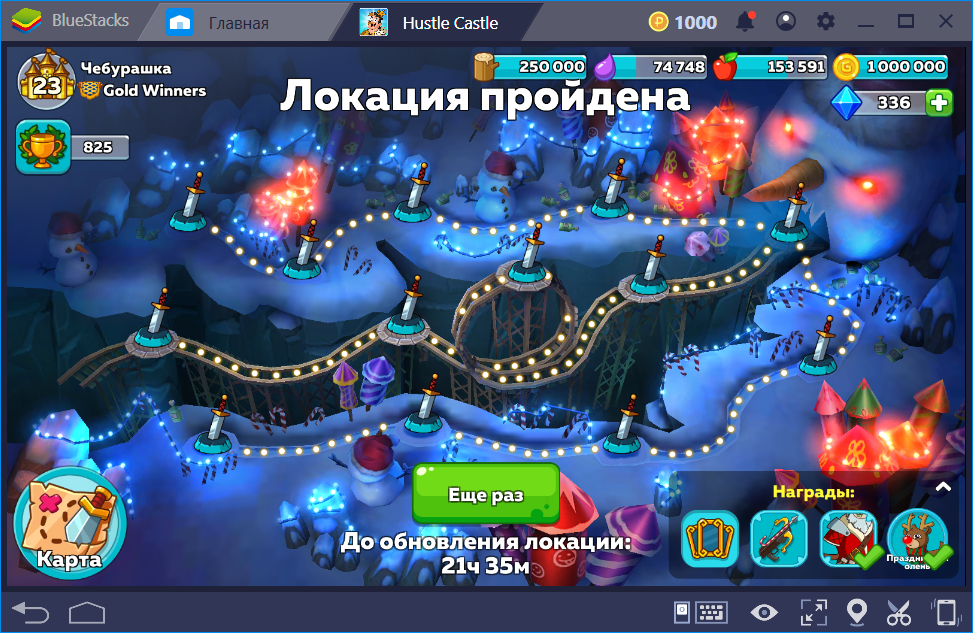 BlueStacks
Главная
Hustle Castle
1000
23
Чебурашка
Gold Winners
250 000
74 748
153 591
1 000 000
Локация пройдена
336
825
Еще раз
До обновления локации:
21ч 35м
Карта
Награды:
олень